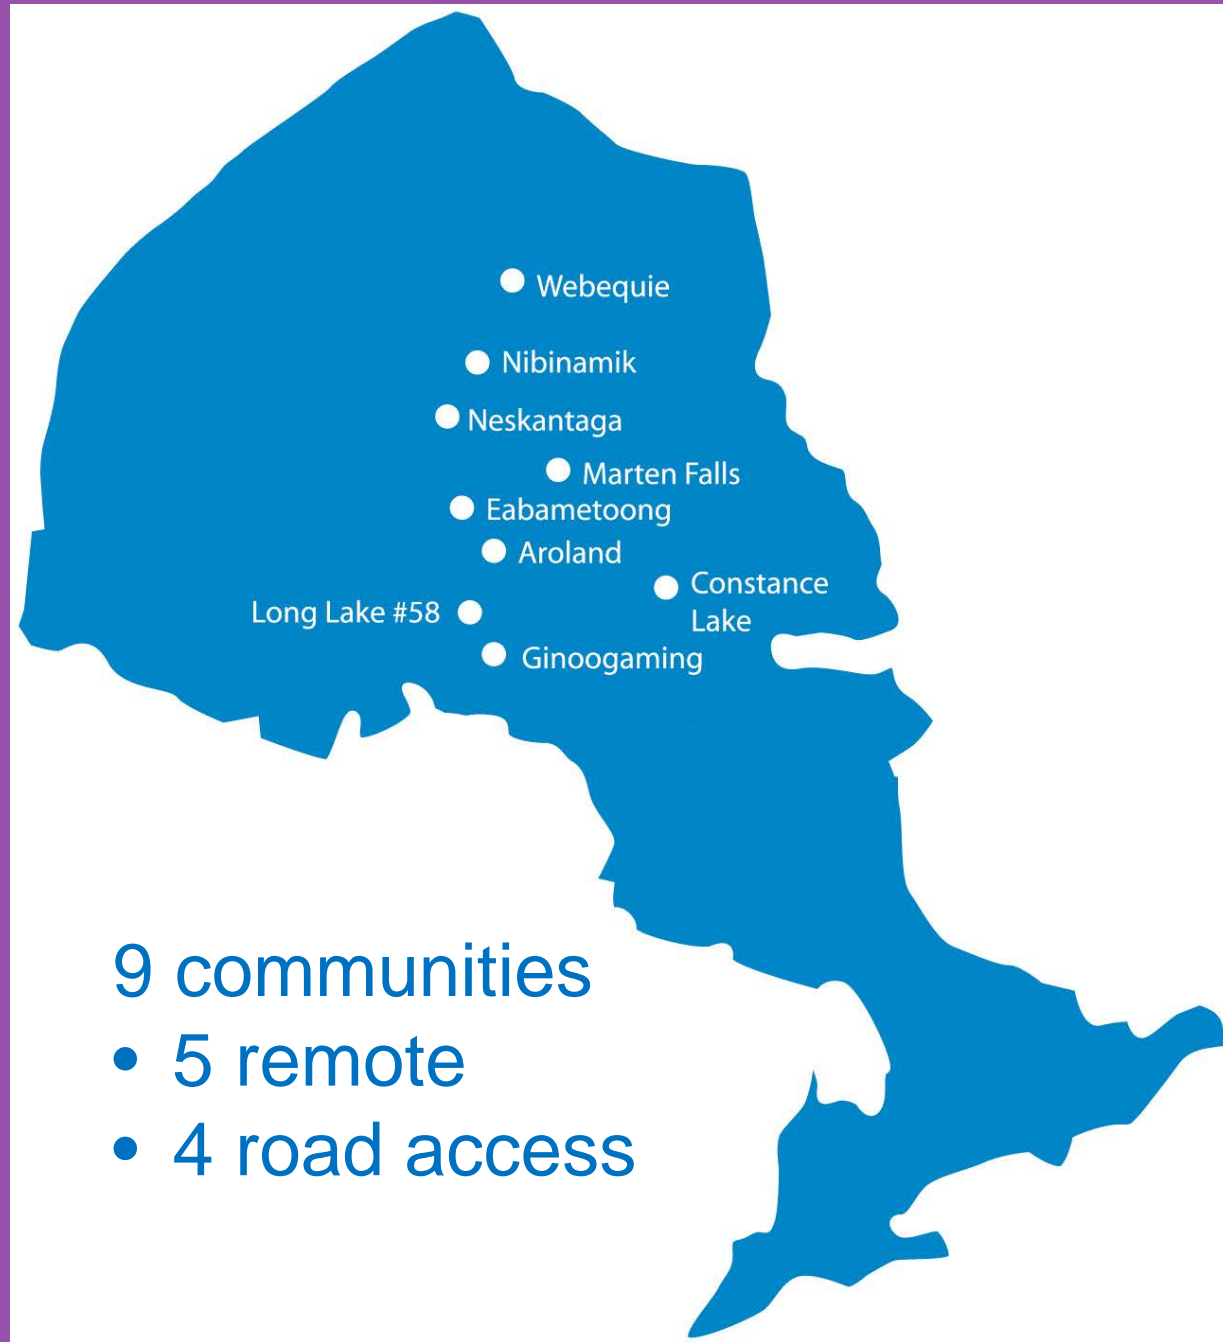 Webequie
Nibinamik
Neskantaga
Marten Falls
Eabametoong
Aroland
Constance
Lake
Long Lake #58
Ginoogaming
9 communities
• 5 remote
• 4 road access